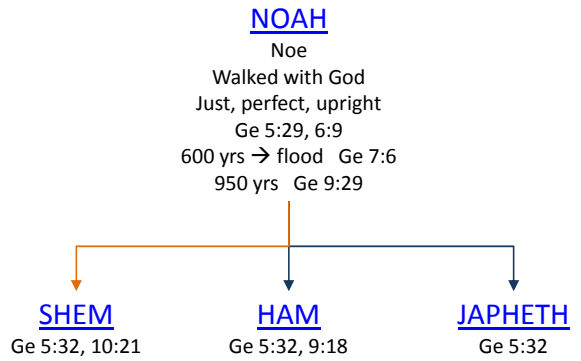 NOAH
Noe
Walked with God
Just, perfect, upright
Ge 5:29, 6:9
600 yrs → flood   Ge 7:6
950 yrs   Ge 9:29
SHEM
Ge 5:32, 10:21
HAM
Ge 5:32, 9:18
JAPHETH
Ge 5:32